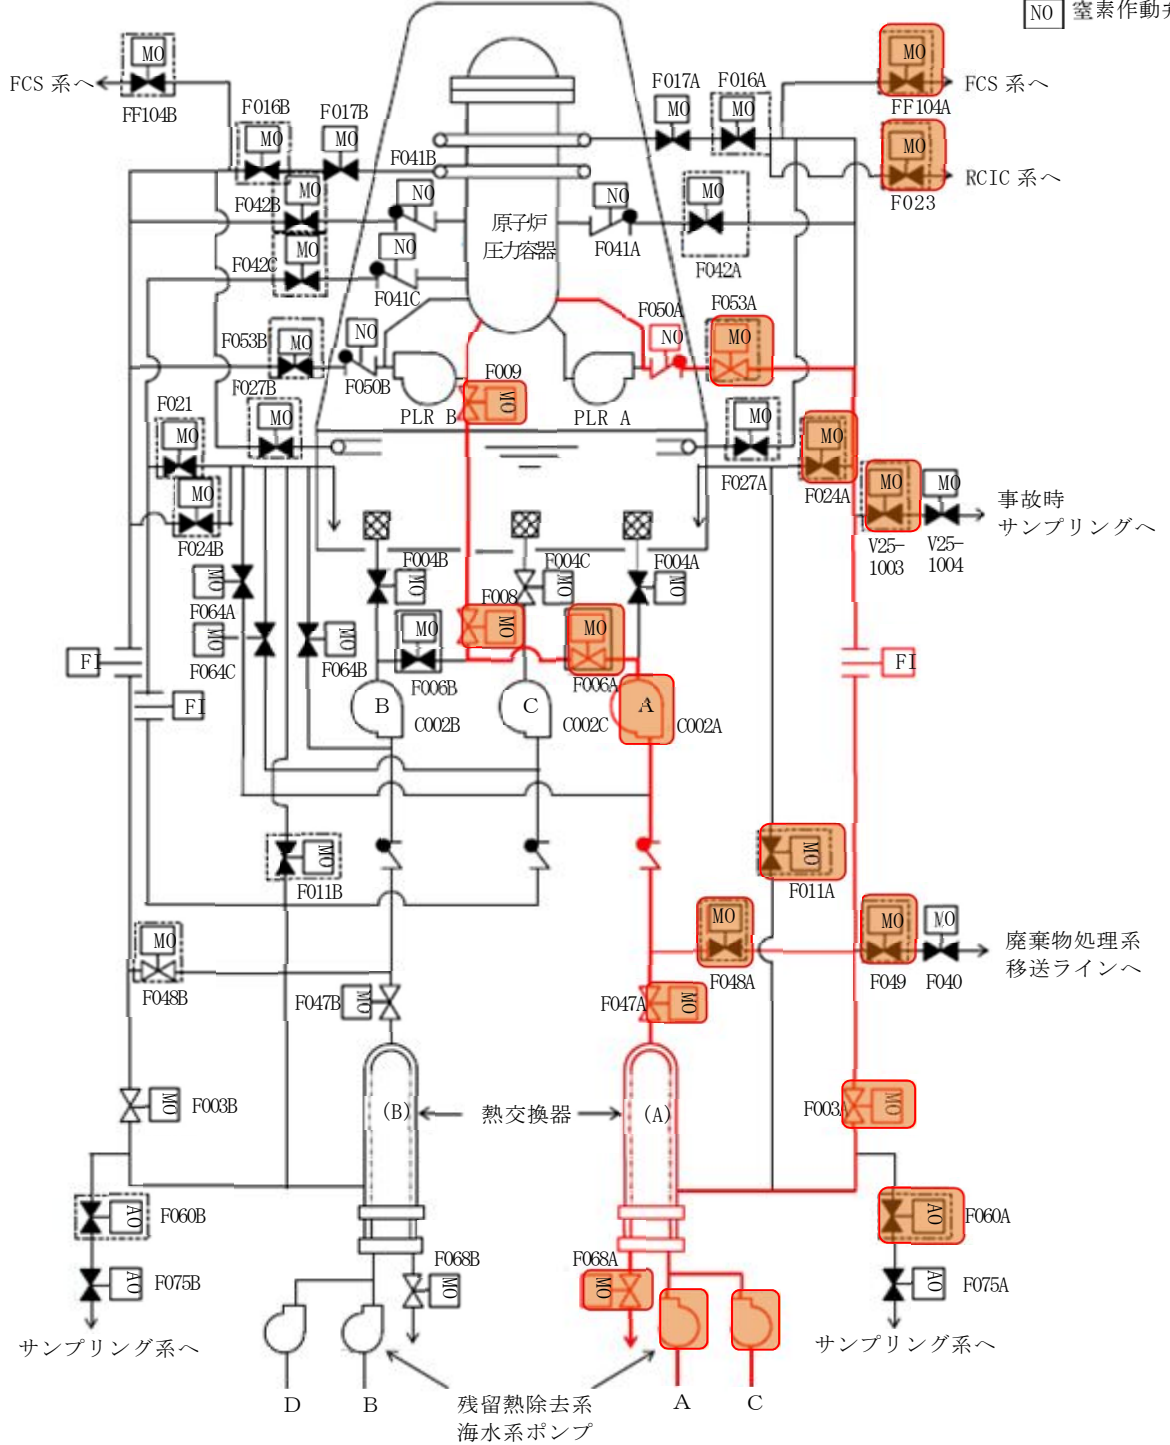 NO 窒素作動弁
MO
MO
FCS 系へ
FF104B
F016B
F017B
F017A
F016A
FF104A
FCS 系へ
MO
MO
MO
MO
MO
F041B
RCIC 系へ
F023
MO
NO
NO
MO
F042B
原子炉
圧力容器
F041A
F042A
MO
NO
F042C
F041C
F050A
F053A
F053B
MO
NO
NO
MO
F027B
F050B
F009
MO
PLR B
PLR A
F021
MO
MO
MO
MO
F027A
F024A
MO
MO
MO
事故時
サンプリングへ
F024B
V25-
1003
V25-
1004
F004B
F004C
F004A
MO
MO
MO
MO
F064A
F008
MO
MO
MO
MO
MO
F064C
F064B
F006B
F006A
FI
FI
FI
B
C
A
C002B
C002C
C002A
MO
MO
F011B
F011A
MO
MO
MO
MO
廃棄物処理系
移送ラインへ
F048B
F048A
F049
F040
F047B
MO
F047A
MO
F003B
MO
(B)
熱交換器
(A)
F003A
MO
AO
F060B
AO
F060A
F068B
F068A
AO
F075B
MO
MO
AO
F075A
サンプリング系へ
サンプリング系へ
D
B
残留熱除去系
海水系ポンプ
A
C